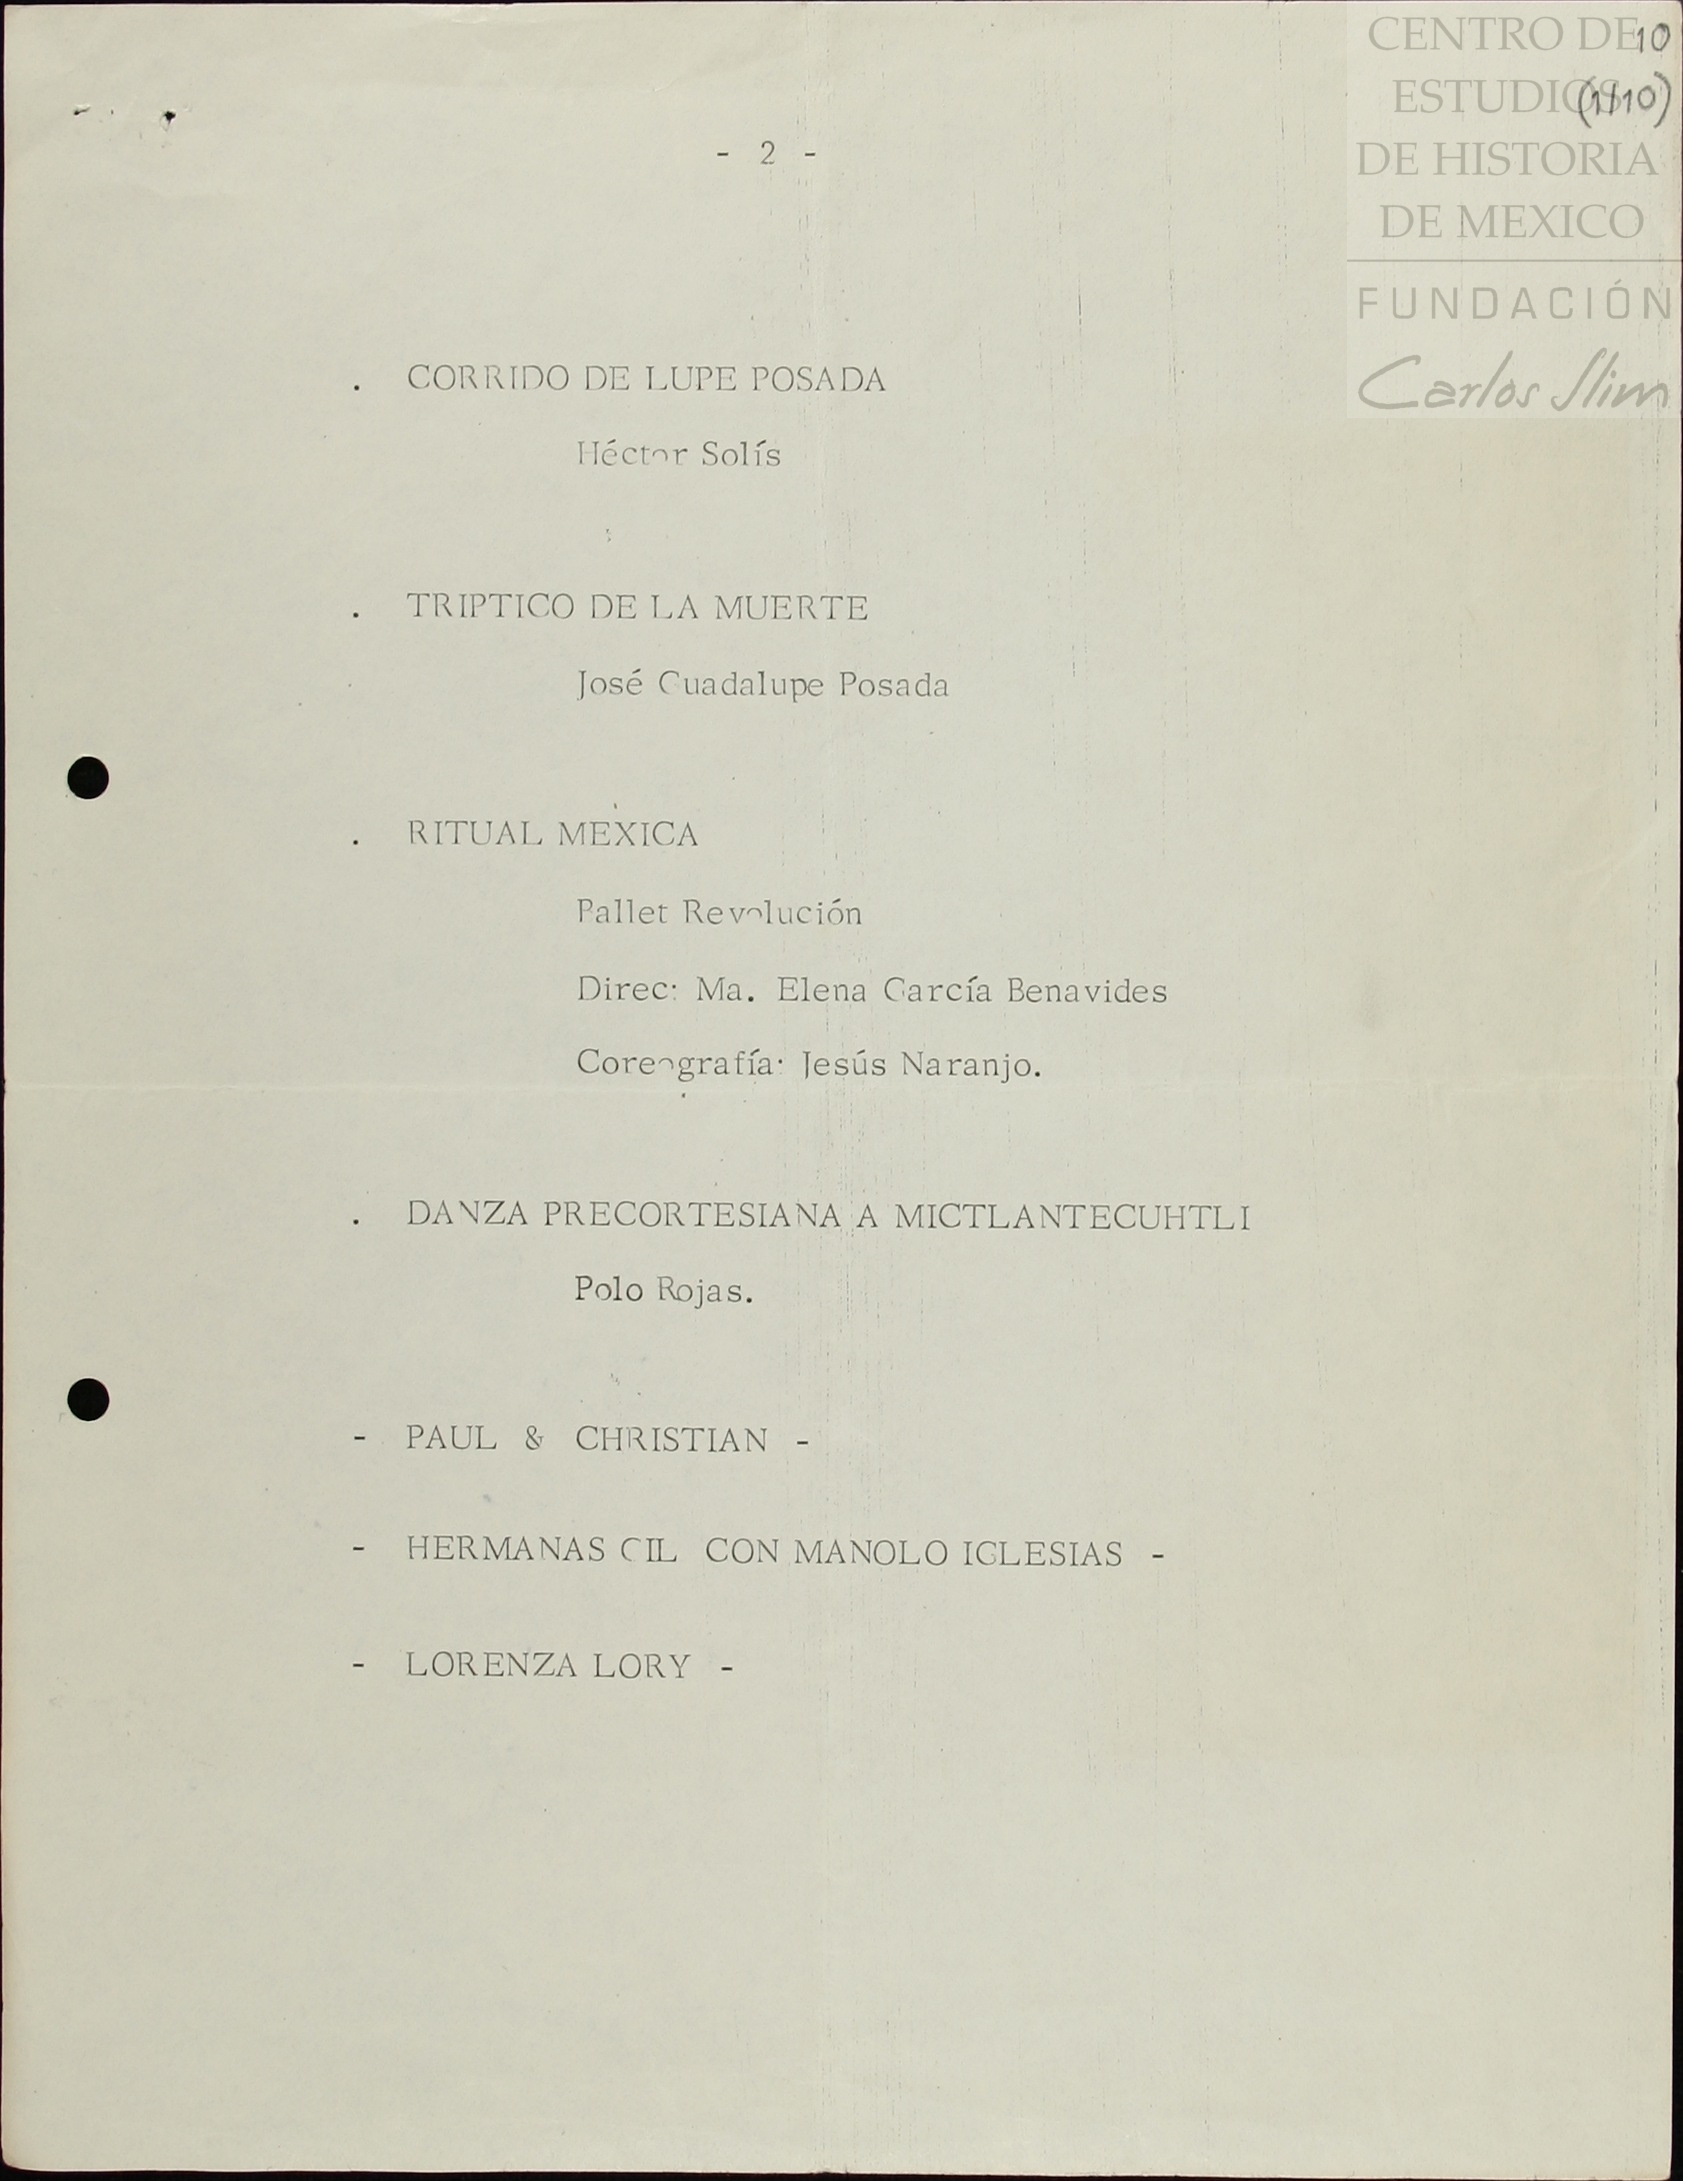 CENTRO DE
10
ESTUDIOS
(1/10)
DE HISTORIA
DE MEXICO
FUNDACIÓN
Carlos Slim
- 2 -
. CORRIDO DE LUPE POSADA
Héctor Solís
. TRIPTICO DE LA MUERTE
José Guadalupe Posada
. RITUAL MEXICA
Ballet Revolución
Direc: Ma. Elena García Benavides
Coreografía: Jesús Naranjo.
. DANZA PRECORTESIANA A MICTLANTECUHTLI
Polo Rojas.
- PAUL & CHRISTIAN -
- HERMANAS GIL CON MANOLO IGLESIAS -
- LORENZA LORY -